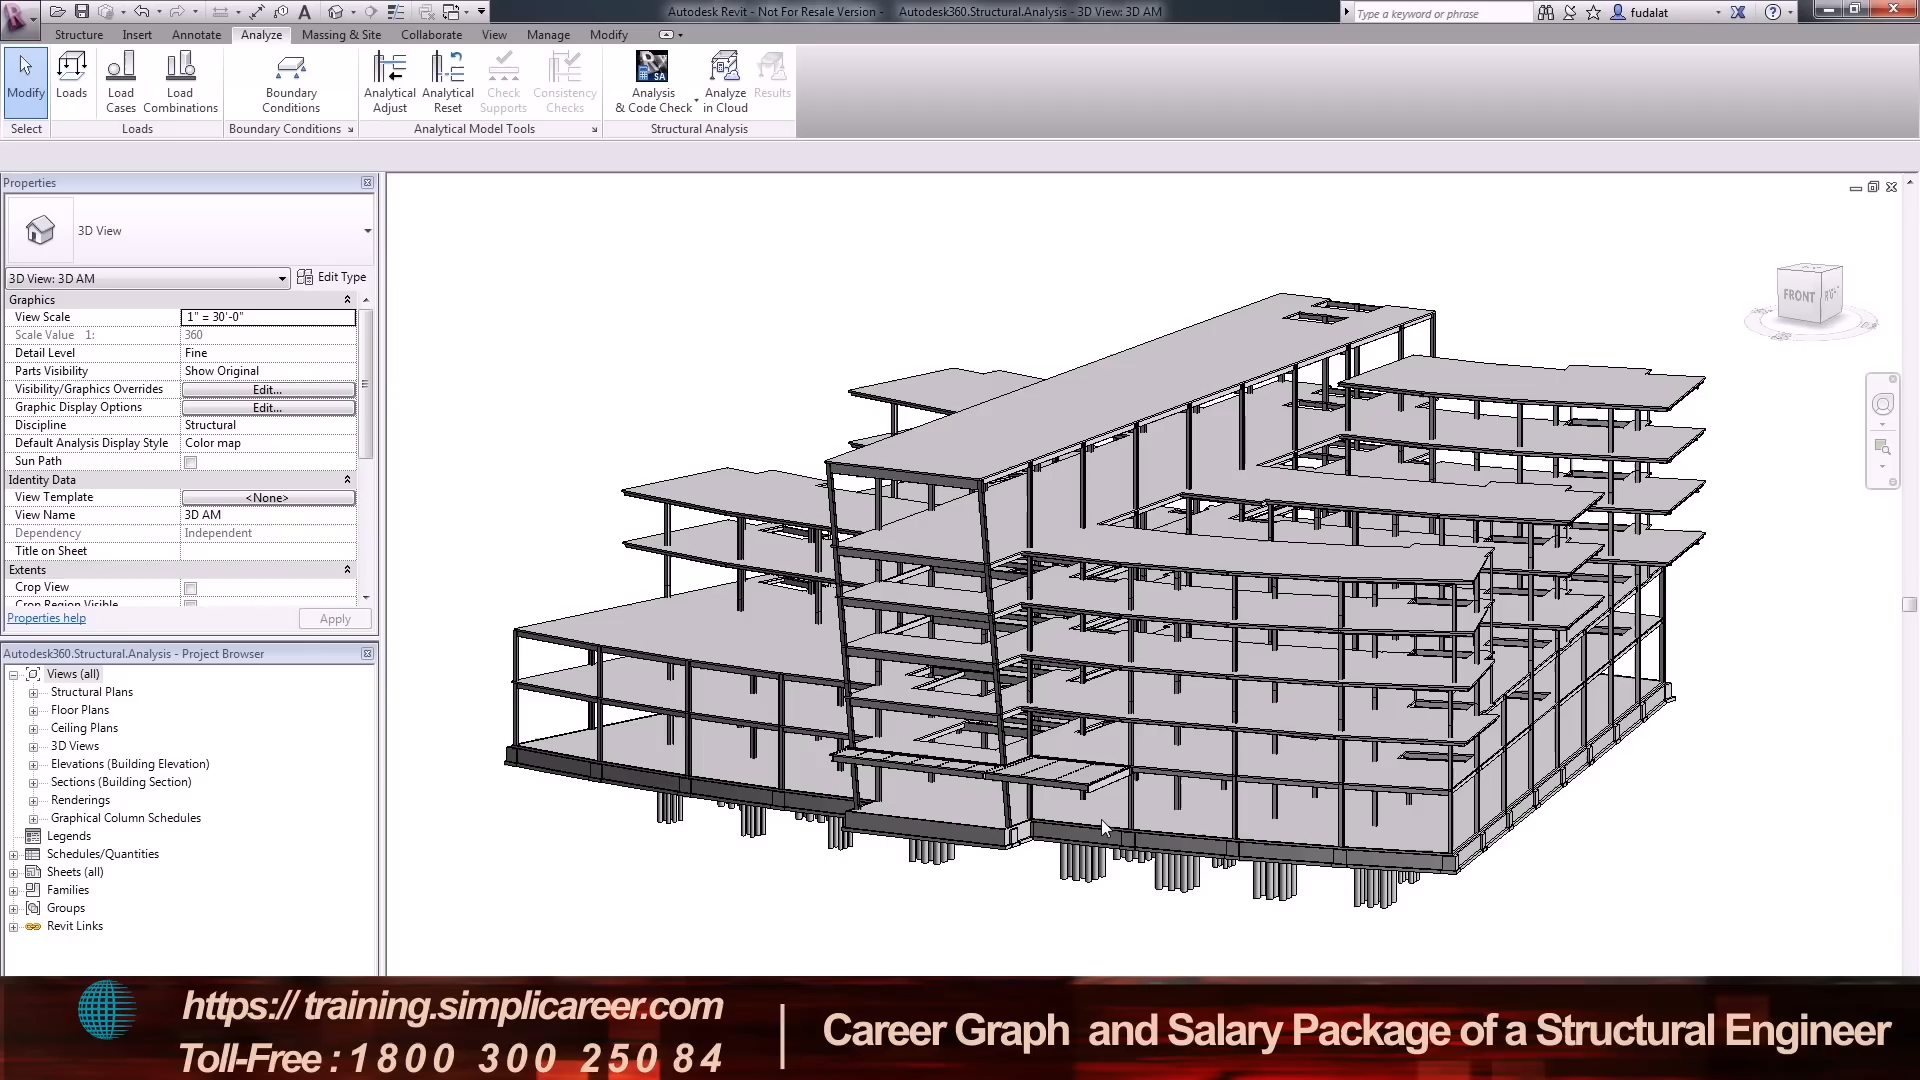 Autodesk Revit - Not For Resale Version - Autodesk360.Structural.Analysis - 3D View: 3D AM
Type a keyword or phrase
fudalat
Structure Insert Annotate Analyze Massing & Site Collaborate View Manage Modify
Modify
Loads
Load Cases
Load Combinations
Boundary Conditions
Analytical Adjust
Analytical Reset
Check Supports
Consistency Checks
Analysis & Code Check
Analyze in Cloud
Results
Select
Loads
Boundary Conditions
Analytical Model Tools
Structural Analysis
Properties
3D View
3D View: 3D AM
Edit Type
Graphics
View Scale 1" = 30'-0"
Scale Value 1: 360
Detail Level Fine
Parts Visibility Show Original
Visibility/Graphics Overrides Edit...
Graphic Display Options Edit...
Discipline Structural
Default Analysis Display Style Color map
Sun Path
Identity Data
View Template <None>
View Name 3D AM
Dependency Independent
Title on Sheet
Extents
Crop View
Crop Region Visible
Properties help
Apply
FRONT
RIGHT
Autodesk360.Structural.Analysis - Project Browser
Views (all)
Structural Plans
Floor Plans
Ceiling Plans
3D Views
Elevations (Building Elevation)
Sections (Building Section)
Renderings
Graphical Column Schedules
Legends
Schedules/Quantities
Sheets (all)
Families
Groups
Revit Links
https:// training.simplicareer.com
Toll-Free : 1 800 300 250 84
Career Graph and Salary Package of a Structural Engineer